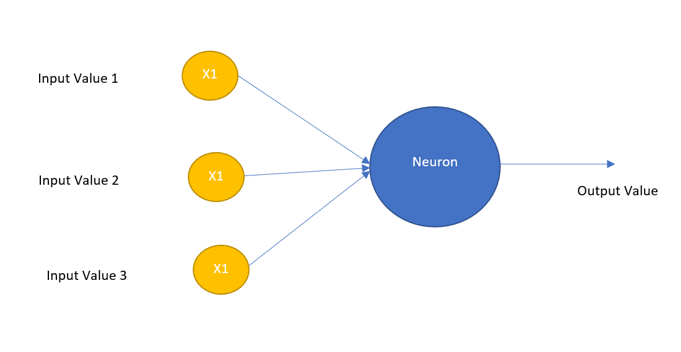 Input Value 1
X1
Input Value 2
X1
Input Value 3
X1
Neuron
Output Value